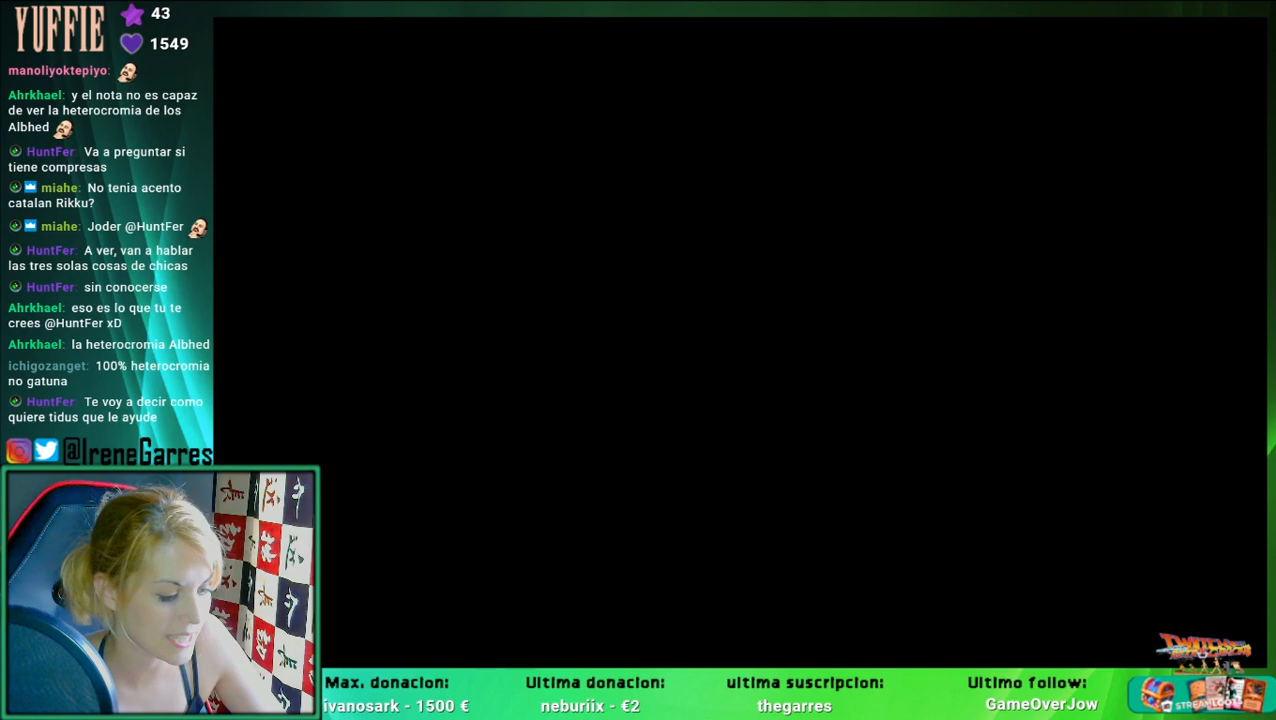 YUFFIE
43
1549
manoliyoktepiyo:
Ahrkhael: y el nota no es capaz
de ver la heterocromia de los
Albhed
HuntFer: Va a preguntar si
tiene compresas
miahe: No tenia acento
catalan Rikku?
miahe: Joder @HuntFer
HuntFer: A ver, van a hablar
las tres solas cosas de chicas
HuntFer: sin conocerse
Ahrkhael: eso es lo que tu te
crees @HuntFer xD
Ahrkhael: la heterocromia Albhed
ichigozanget: 100% heterocromia
no gatuna
HuntFer: Te voy a decir como
quiere tidus que le ayude
@IreneGarres
Max. donacion:
ivanosark - 1500 €
Ultima donacion:
neburiix - €2
ultima suscripcion:
thegarres
Ultimo follow:
GameOverJow
STREAMLOOTS